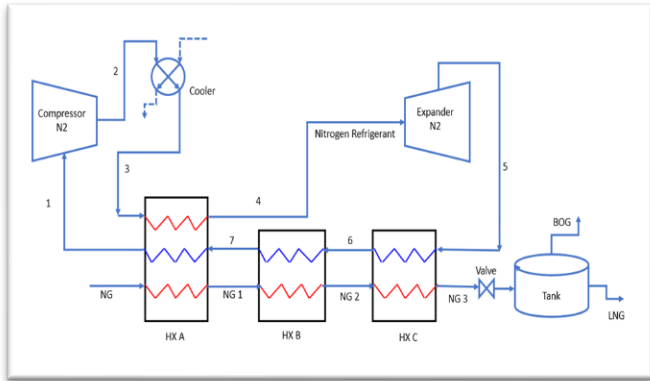 2
Cooler
Compressor
N2
Expander
N2
Nitrogen Refrigerant
3
5
1
4
7
6
BOG
Valve
Tank
NG
NG 1
NG 2
NG 3
LNG
HX A
HX B
HX C